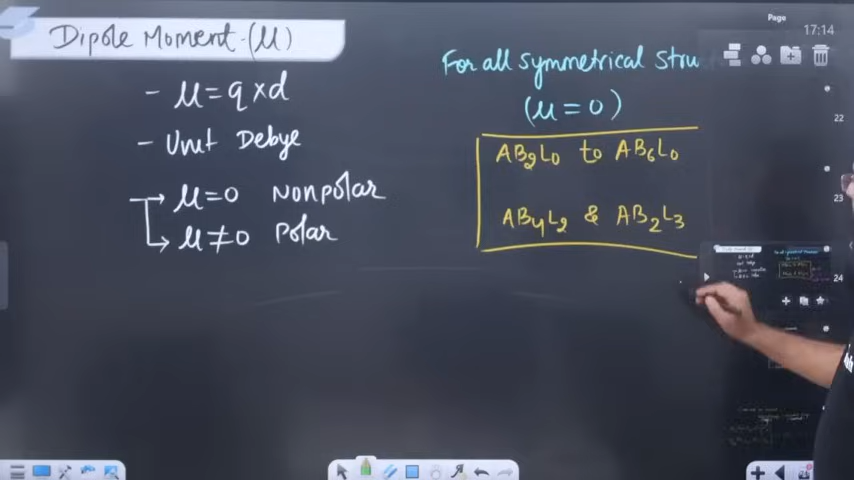 Page
17:14
Dipole Moment-(μ)
- μ = q × d
- Unit Debye
μ = 0 Nonpolar
μ ≠ 0 Polar
For all symmetrical Stru
(μ = 0)
AB₂L₀ to AB₆L₀
AB₄L₂ & AB₂L₃
22
23
24